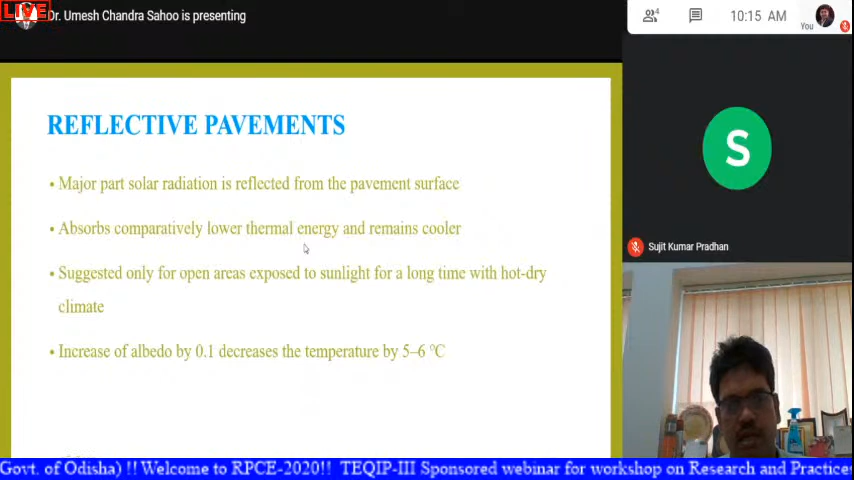 LIVE
Dr. Umesh Chandra Sahoo is presenting
4
10:15 AM
You
REFLECTIVE PAVEMENTS
• Major part solar radiation is reflected from the pavement surface
• Absorbs comparatively lower thermal energy and remains cooler
• Suggested only for open areas exposed to sunlight for a long time with hot-dry
climate
• Increase of albedo by 0.1 decreases the temperature by 5–6 °C
S
Sujit Kumar Pradhan
Govt. of Odisha) !! Welcome to RPCE-2020!! TEQIP-III Sponsored webinar for workshop on Research and Practices